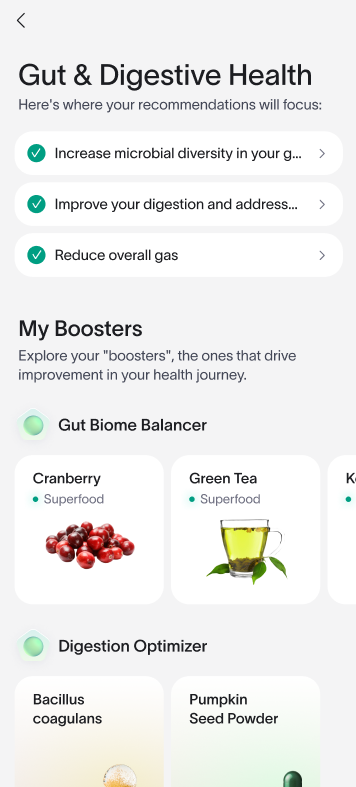 Gut & Digestive Health
Here's where your recommendations will focus:
Increase microbial diversity in your g...
Improve your digestion and address...
Reduce overall gas
My Boosters
Explore your "boosters", the ones that drive
improvement in your health journey.
Gut Biome Balancer
Cranberry
Superfood
Green Tea
Superfood
Digestion Optimizer
Bacillus
coagulans
Pumpkin
Seed Powder